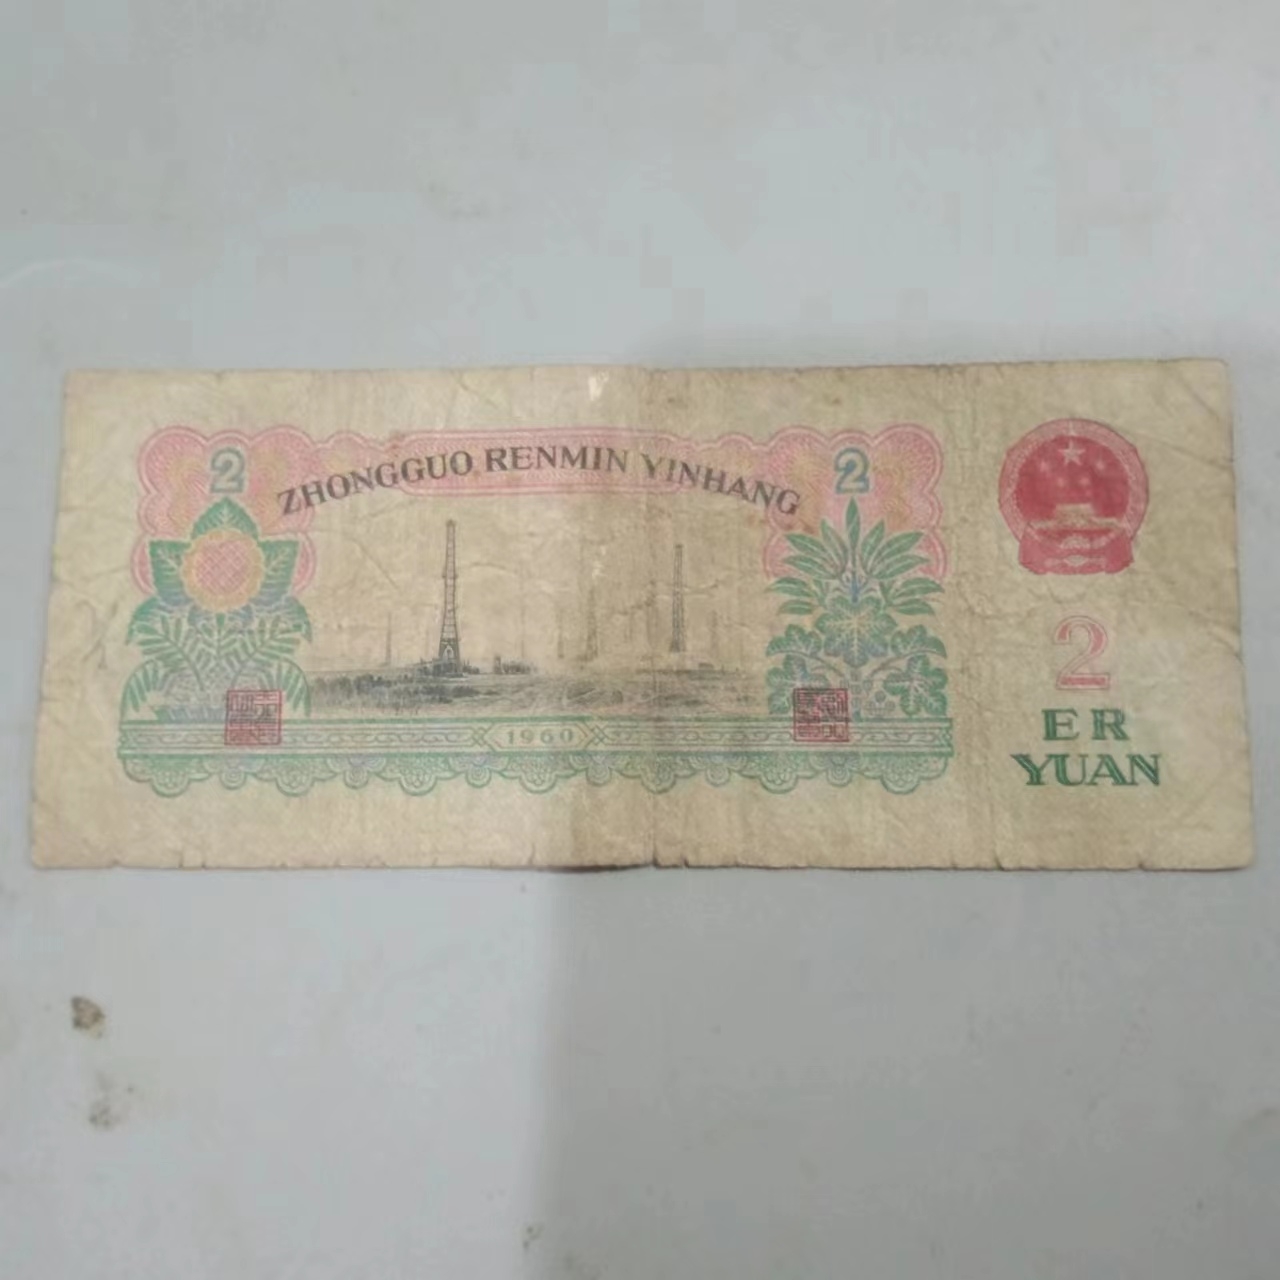 2
ZHONGGUO RENMIN YINHANG
2
2
ER
YUAN
1960